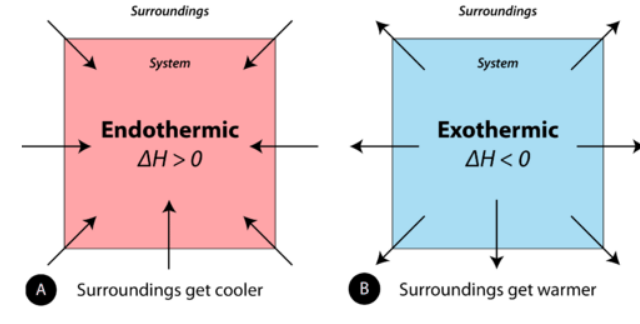 Surroundings
System
Endothermic
ΔH > 0
A Surroundings get cooler
Surroundings
System
Exothermic
ΔH < 0
B Surroundings get warmer